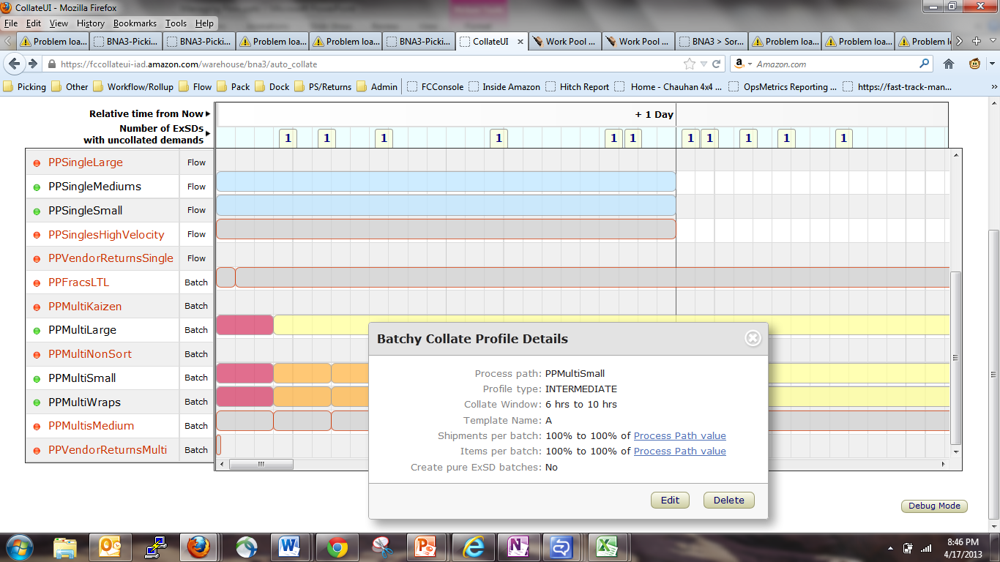 CollateUI - Mozilla Firefox
File Edit View History Bookmarks Tools Help
Problem loa... BNA3-Picki... BNA3-Picki... Problem loa... Problem loa... BNA3-Picki... CollateUI Work Pool ... Work Pool ... BNA3 > Sor... Problem loa... Problem loa... Problem l
https://fccollateui-iad.amazon.com/warehouse/bna3/auto_collate Amazon.com
Picking Other Workflow/Rollup Flow Pack Dock PS/Returns Admin FCConsole Inside Amazon Hitch Report Home - Chauhan 4x4 ... OpsMetrics Reporting ... https://fast-track-man... »
Relative time from Now + 1 Day
Number of ExSDs
with uncollated demands 1 1 1 1 1 1 1 1 1 1 1
PPSingleLarge Flow
PPSingleMediums Flow
PPSingleSmall Flow
PPSinglesHighVelocity Flow
PPVendorReturnsSingle Flow
PPFracsLTL Batch
PPMultiKaizen Batch
PPMultiLarge Batch
PPMultiNonSort Batch
PPMultiSmall Batch
PPMultiWraps Batch
PPMultisMedium Batch
PPVendorReturnsMulti Batch
Batchy Collate Profile Details
Process path: PPMultiSmall
Profile type: INTERMEDIATE
Collate Window: 6 hrs to 10 hrs
Template Name: A
Shipments per batch: 100% to 100% of Process Path value
Items per batch: 100% to 100% of Process Path value
Create pure ExSD batches: No
Edit Delete
Debug Mode
8:46 PM
4/17/2013